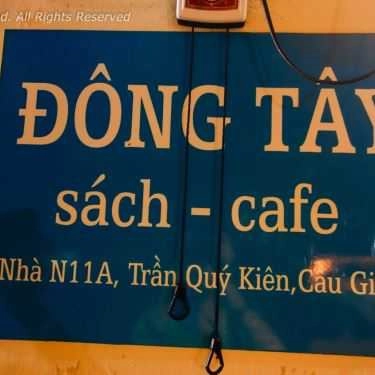 d. All Rights Reserved
ĐÔNG TÂY
sách - cafe
Nhà N11A, Trần Quý Kiên,Cầu Gi